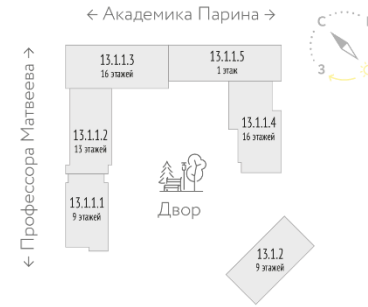 ← Академика Парина →
← Профессора Матвеева →
13.1.1.3
16 этажей
13.1.1.5
1 этаж
13.1.1.2
13 этажей
13.1.1.4
16 этажей
13.1.1.1
9 этажей
Двор
13.1.2
9 этажей
С
З